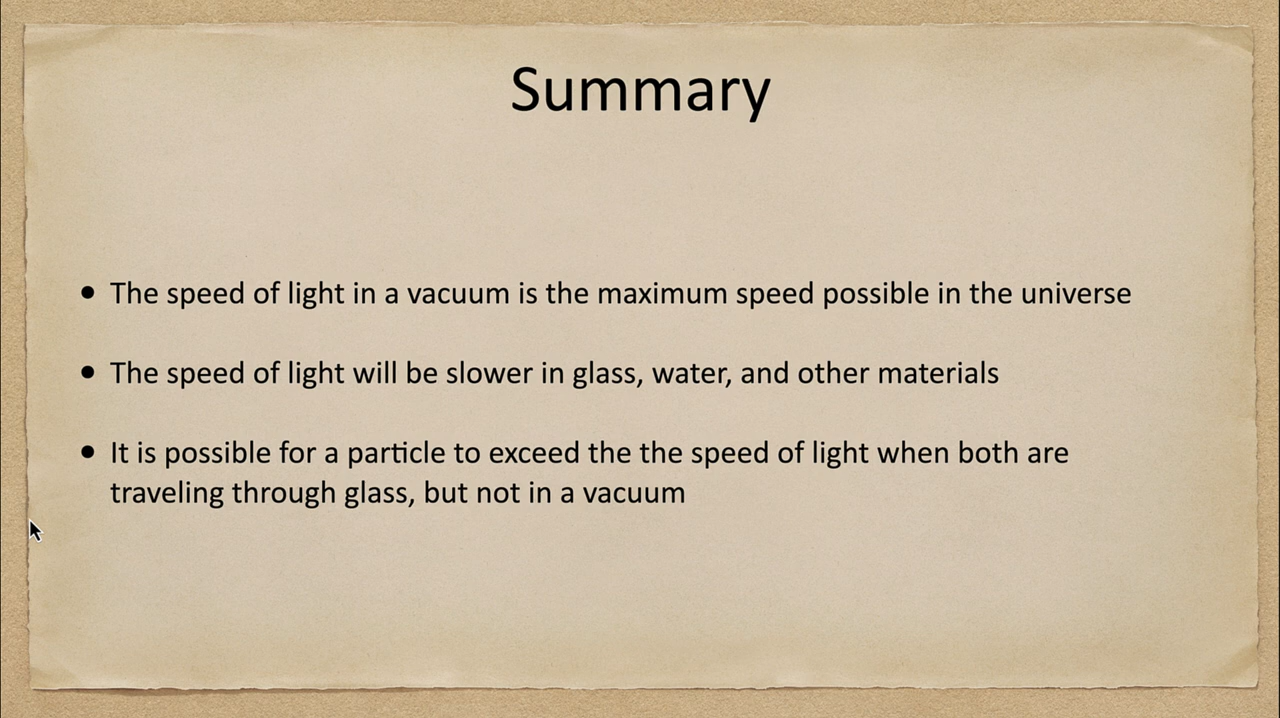 Summary
• The speed of light in a vacuum is the maximum speed possible in the universe
• The speed of light will be slower in glass, water, and other materials
• It is possible for a particle to exceed the the speed of light when both are
traveling through glass, but not in a vacuum